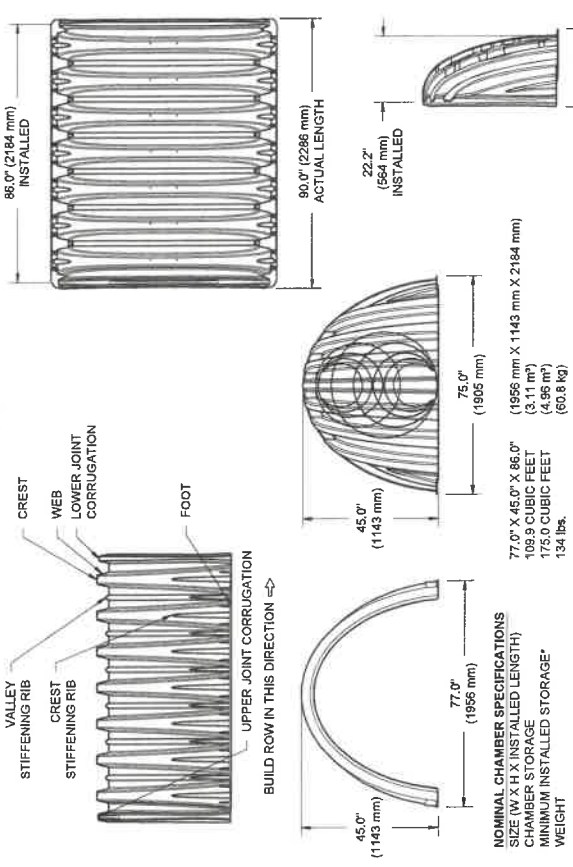 VALLEY
STIFFENING RIB
CREST
STIFFENING RIB
CREST
WEB
LOWER JOINT
CORRUGATION
FOOT
UPPER JOINT CORRUGATION
BUILD ROW IN THIS DIRECTION ⇨
86.0" (2184 mm)
INSTALLED
90.0" (2286 mm)
ACTUAL LENGTH
45.0"
(1143 mm)
77.0"
(1956 mm)
45.0"
(1143 mm)
75.0"
(1905 mm)
22.2"
(564 mm)
INSTALLED
NOMINAL CHAMBER SPECIFICATIONS
SIZE (W X H X INSTALLED LENGTH) 77.0" X 45.0" X 86.0" (1956 mm X 1143 mm X 2184 mm)
CHAMBER STORAGE 109.9 CUBIC FEET (3.11 m³)
MINIMUM INSTALLED STORAGE* 175.0 CUBIC FEET (4.96 m³)
WEIGHT 134 lbs. (60.8 kg)